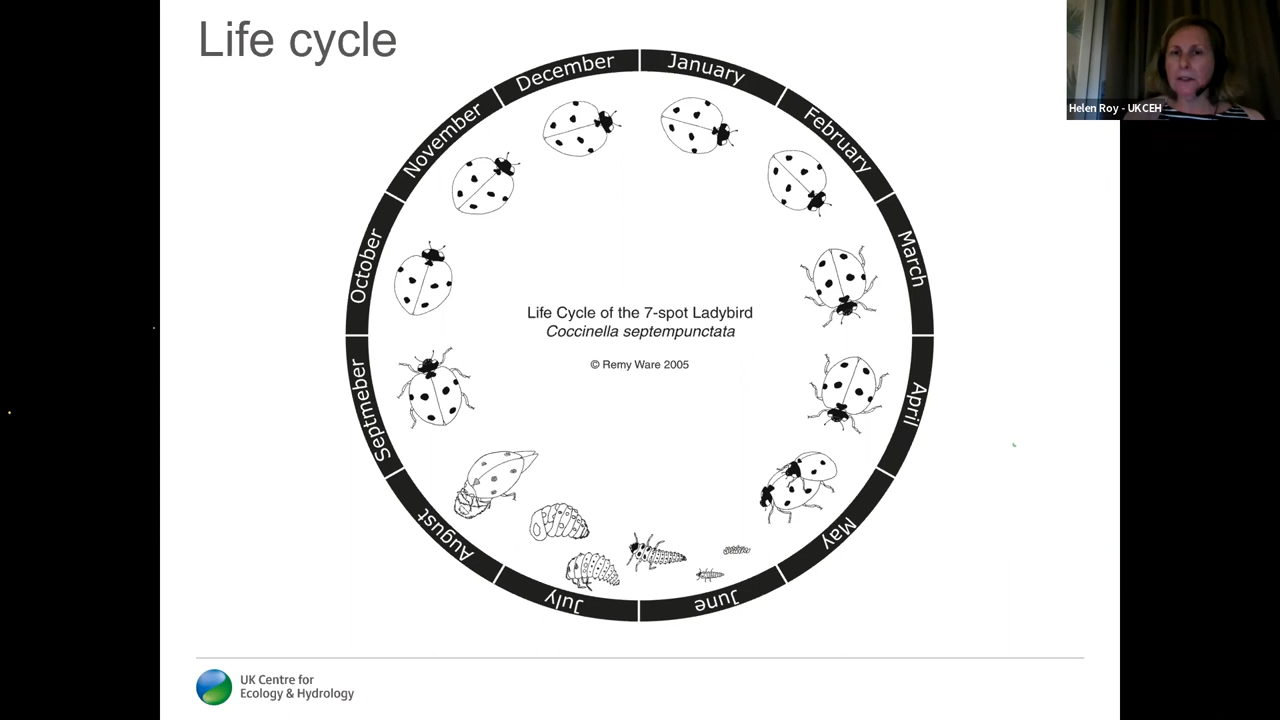 Life cycle
Helen Roy - UKCEH
December
January
November
February
October
March
Life Cycle of the 7-spot Ladybird
Coccinella septempunctata
© Remy Ware 2005
Septmeber
April
August
May
July
June
UK Centre for
Ecology & Hydrology